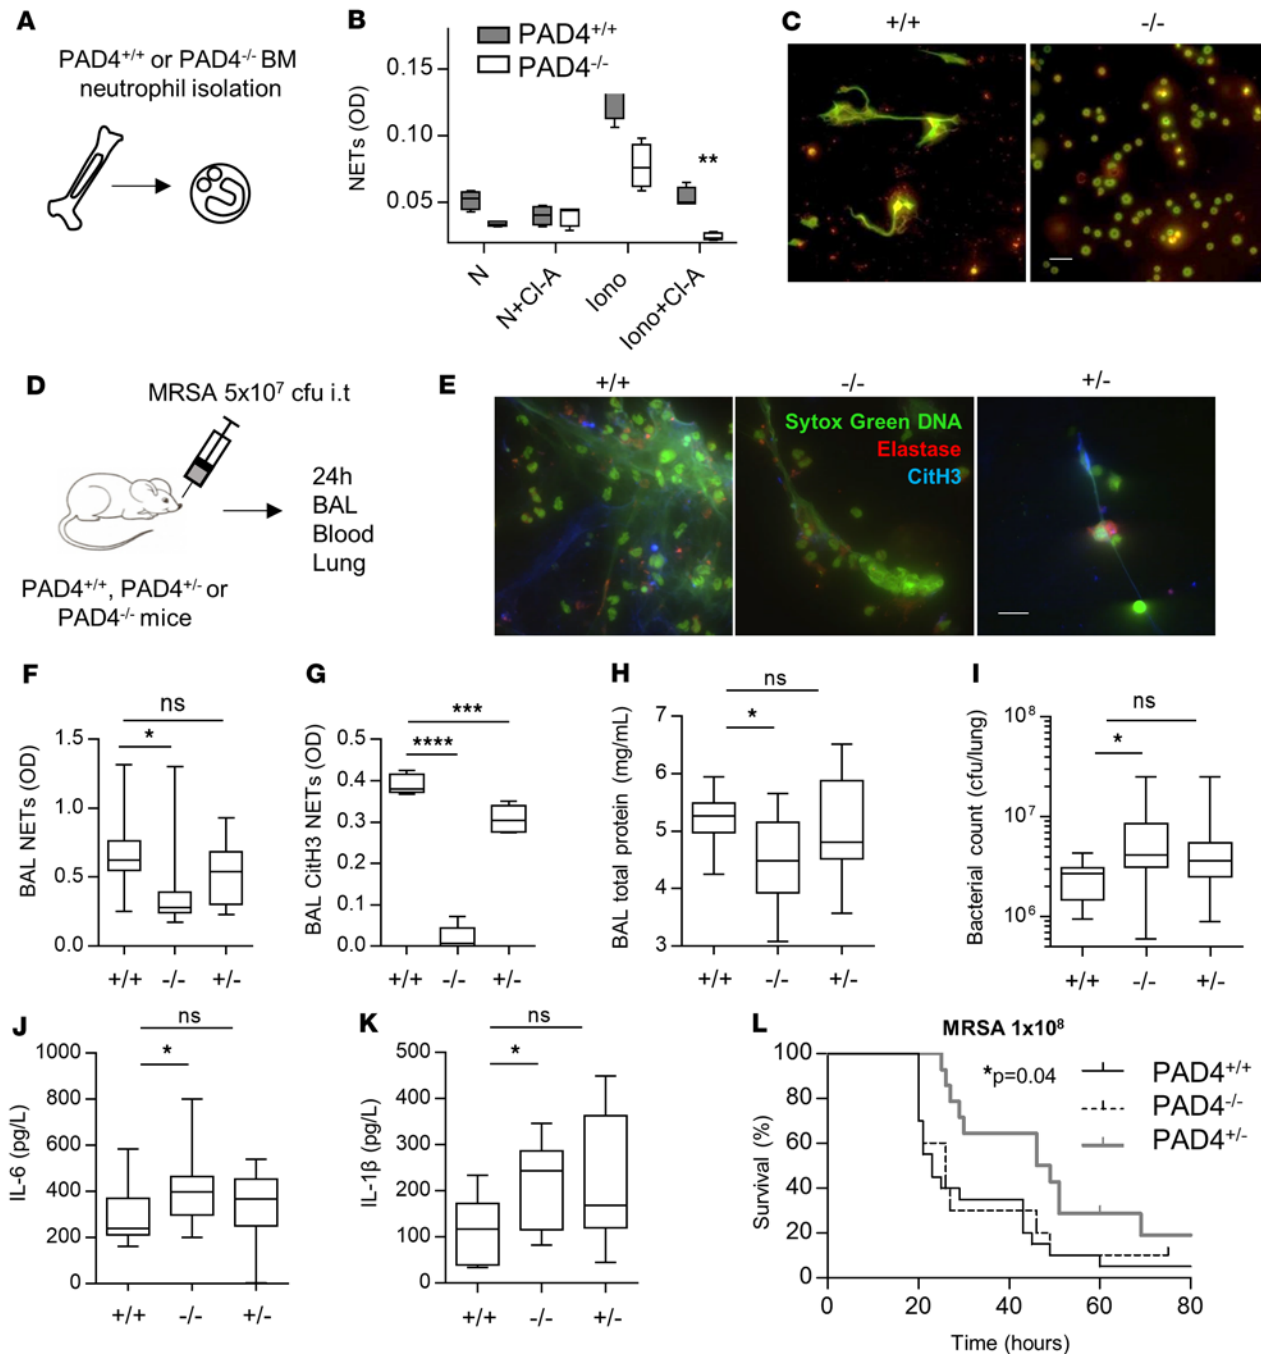 A
PAD4+/+ or PAD4-/- BM
neutrophil isolation
B
PAD4+/+
PAD4-/-
NETs (OD)
0.15
0.10
0.05
N
N+Cl-A
Iono
Iono+Cl-A
**
C
+/+
-/-
D
MRSA 5x10⁷ cfu i.t
24h
BAL
Blood
Lung
PAD4+/+, PAD4+/- or
PAD4-/- mice
E
+/+
-/-
+/-
Sytox Green DNA
Elastase
CitH3
F
ns
*
BAL NETs (OD)
1.5
1.0
0.5
0.0
+/+
-/-
+/-
G
***
****
BAL CitH3 NETs (OD)
0.5
0.4
0.3
0.2
0.1
0.0
+/+
-/-
+/-
H
ns
*
BAL total protein (mg/mL)
7
6
5
4
3
+/+
-/-
+/-
I
ns
*
Bacterial count (cfu/lung)
10⁸
10⁷
10⁶
+/+
-/-
+/-
J
ns
*
IL-6 (pg/L)
1000
800
600
400
200
0
+/+
-/-
+/-
K
ns
*
IL-1β (pg/L)
500
400
300
200
100
0
+/+
-/-
+/-
L
MRSA 1x10⁸
*p=0.04
PAD4+/+
PAD4-/-
PAD4+/-
Survival (%)
100
80
60
40
20
0
0
20
40
60
80
Time (hours)